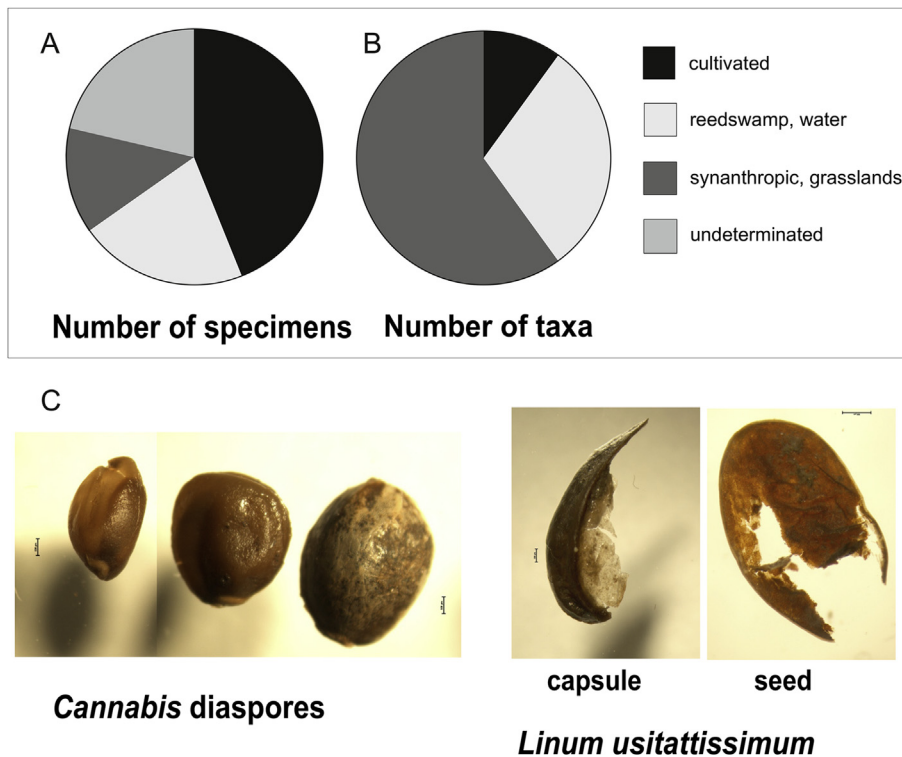 A
B
cultivated
reedswamp, water
synanthropic, grasslands
undeterminated
Number of specimens
Number of taxa
C
capsule
seed
Cannabis diaspores
Linum usitattissimum